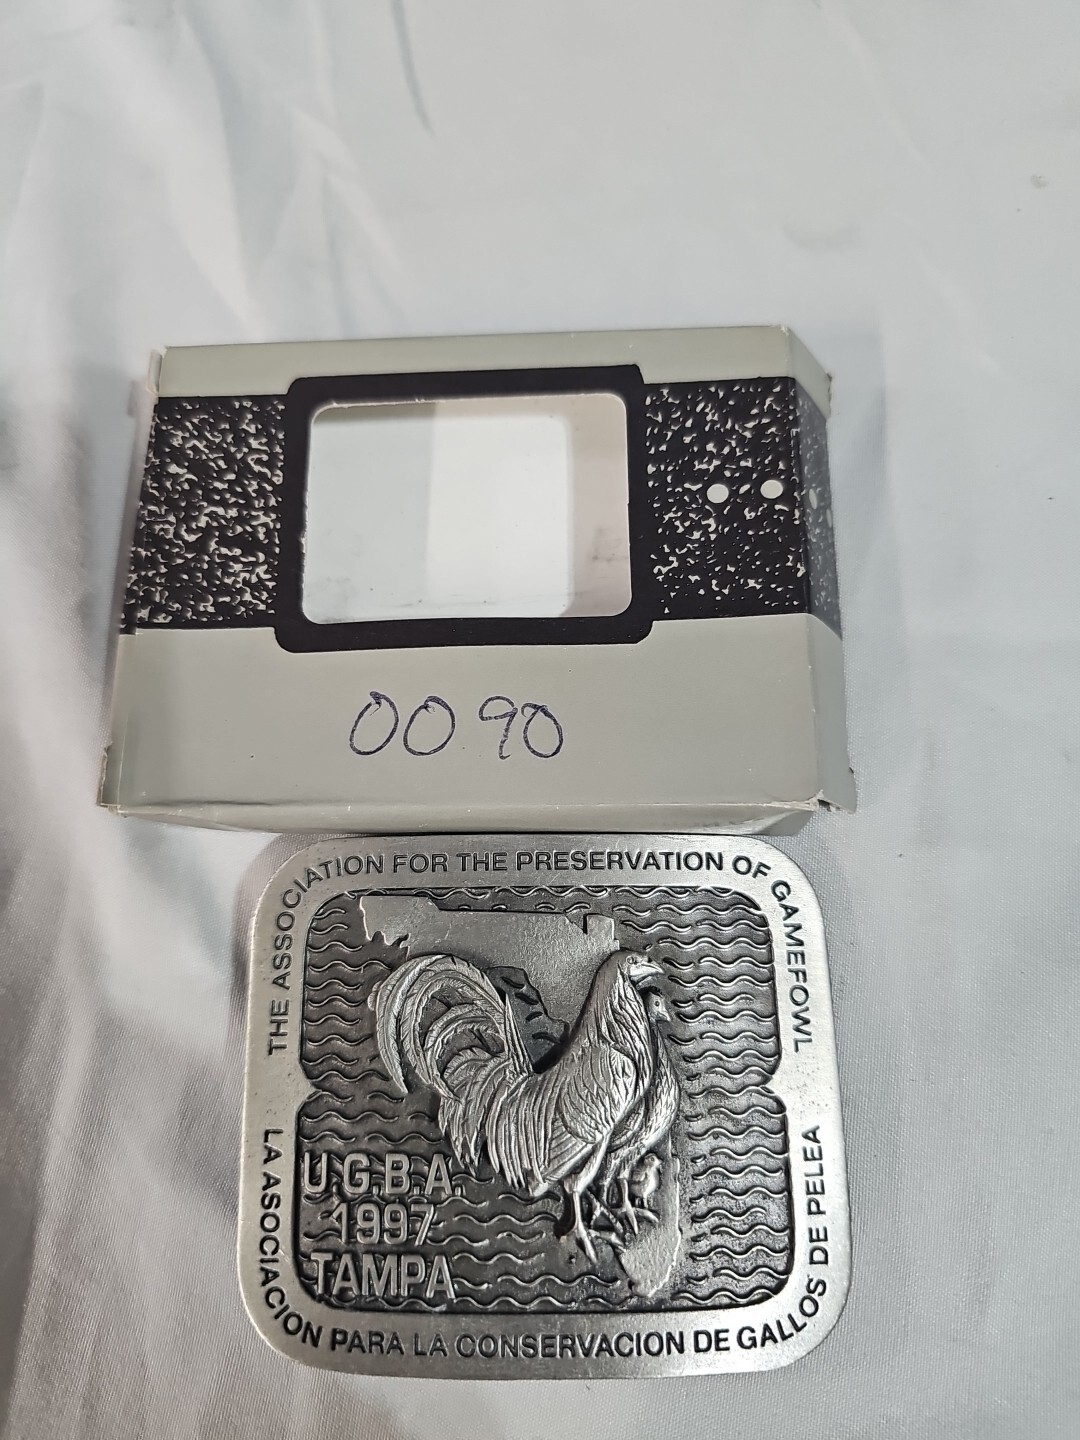 0090
THE ASSOCIATION FOR THE PRESERVATION OF GAMEFOWL
U.G.B.A.
1997
TAMPA
LA ASOCIACION PARA LA CONSERVACION DE GALLOS DE PELEA